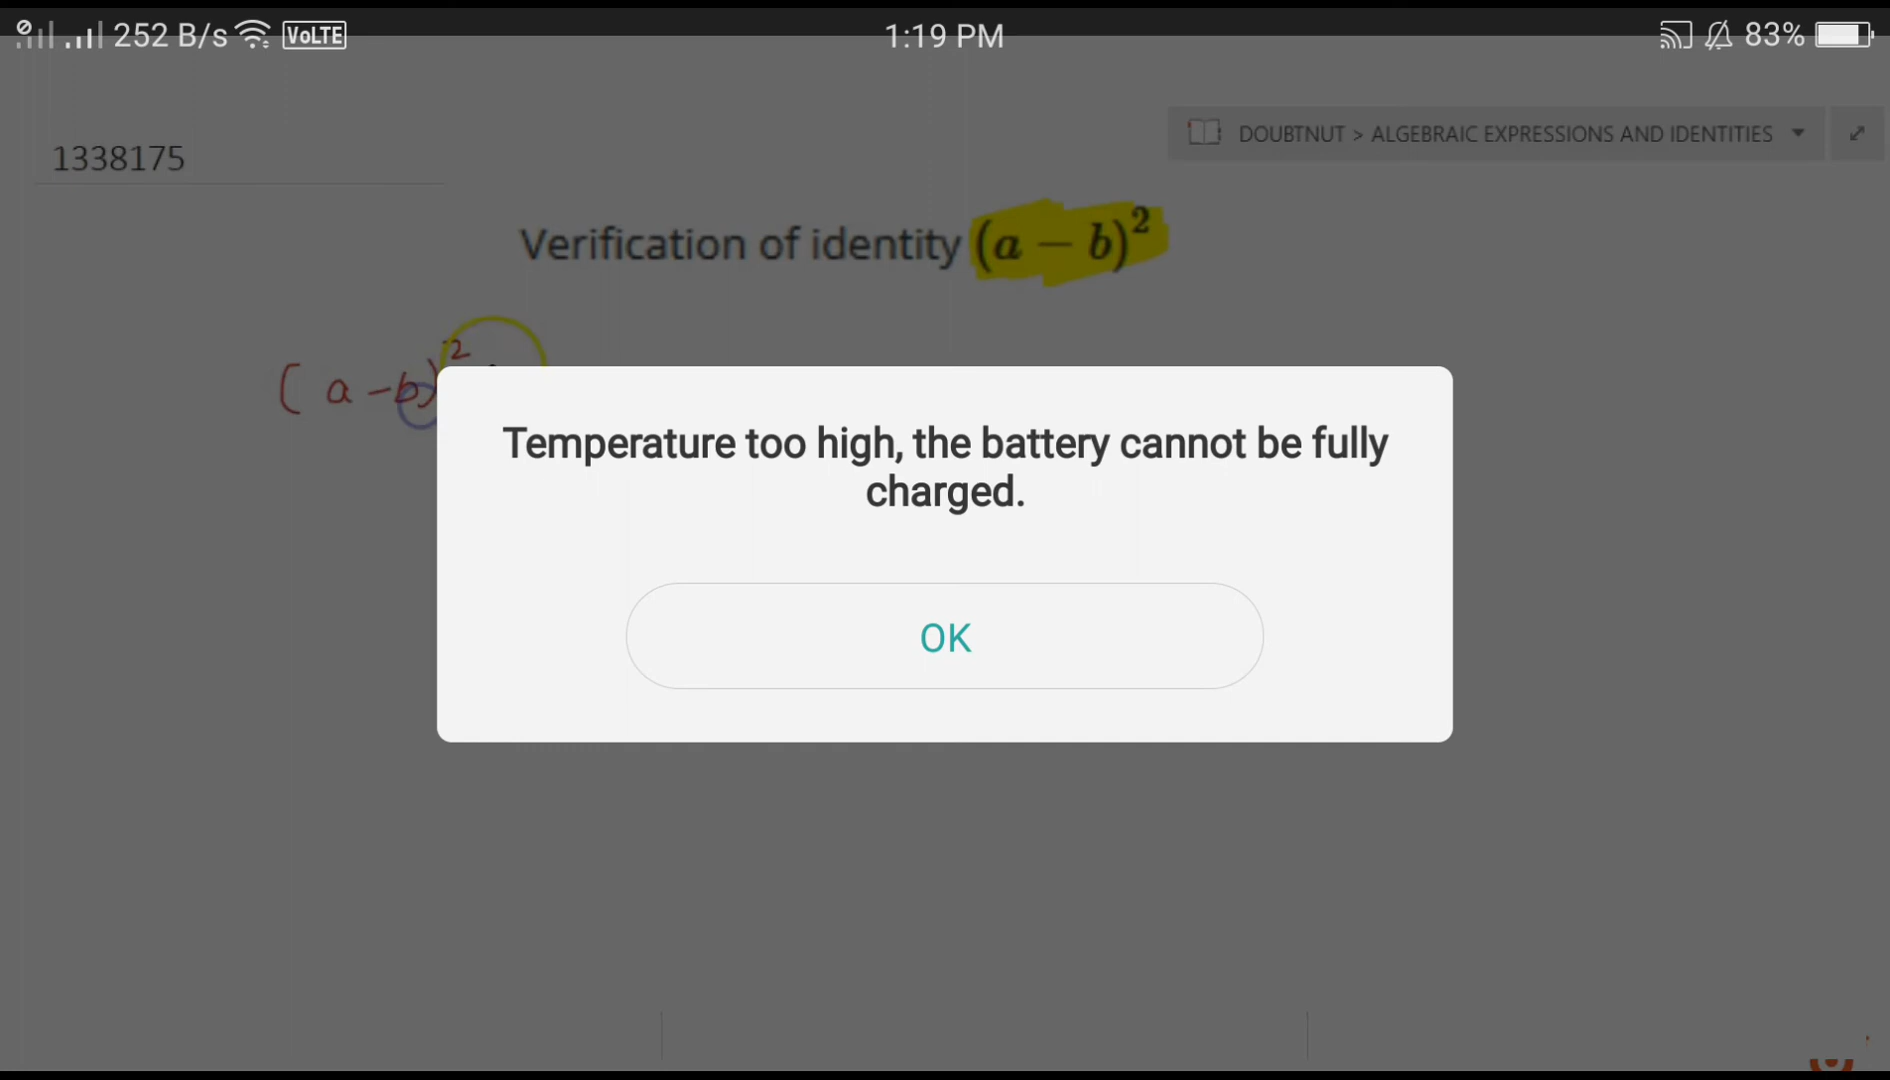 252 B/s VoLTE 1:19 PM 83%
1338175
DOUBTNUT > ALGEBRAIC EXPRESSIONS AND IDENTITIES
Verification of identity (a − b)²
(a-b)²
Temperature too high, the battery cannot be fully
charged.
OK